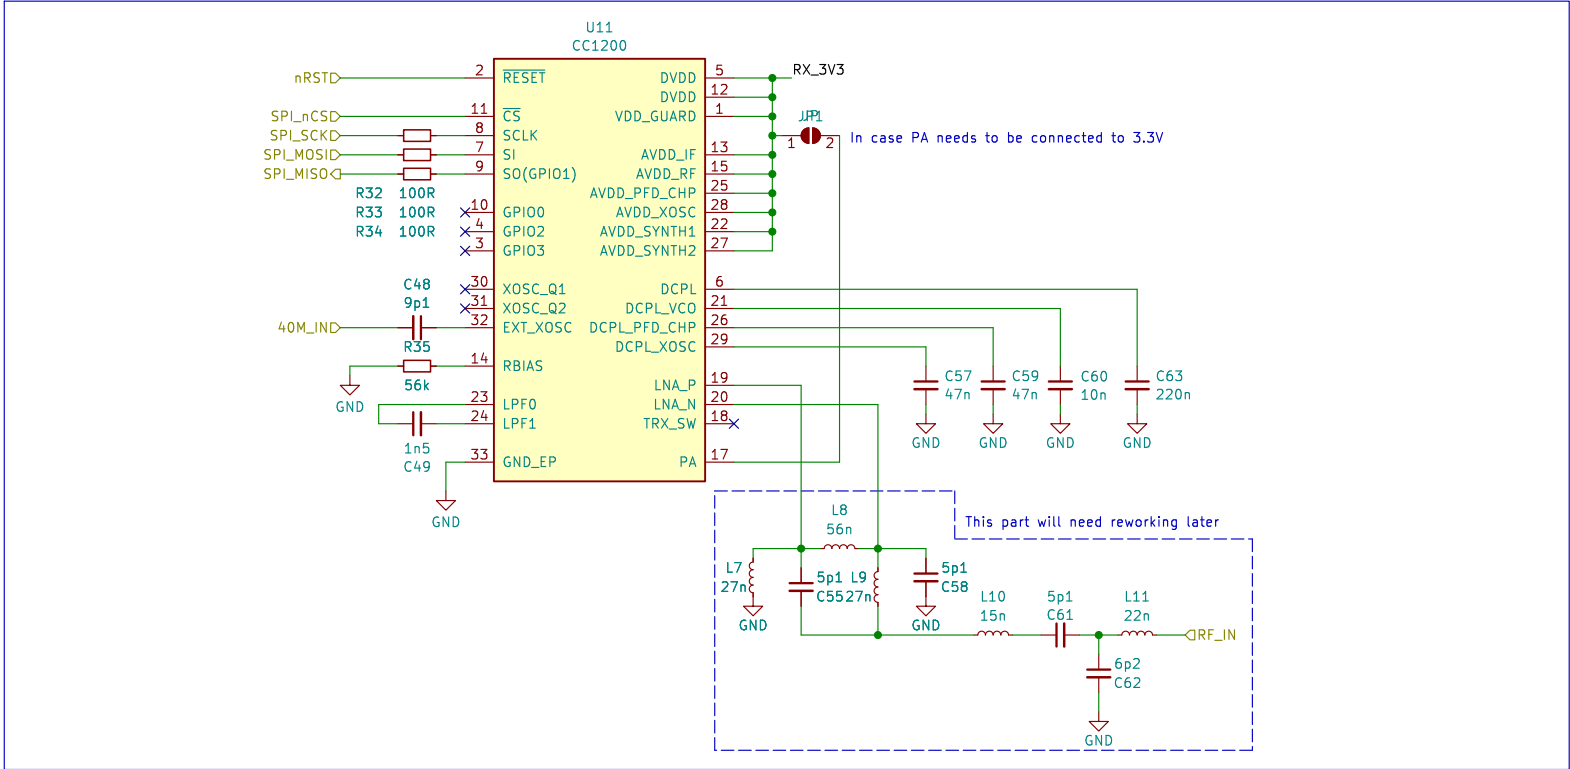 U11
CC1200
nRST 2 RESET DVDD 5 RX_3V3
DVDD 12
SPI_nCS 11 CS VDD_GUARD 1
JP1
SPI_SCK 8 SCLK 1 2 In case PA needs to be connected to 3.3V
SPI_MOSI 7 SI AVDD_IF 13
SPI_MISO 9 SO(GPIO1) AVDD_RF 15
R32 100R AVDD_PFD_CHP 25
R33 100R 10 GPIO0 AVDD_XOSC 28
R34 100R 4 GPIO2 AVDD_SYNTH1 22
3 GPIO3 AVDD_SYNTH2 27
C48 30 XOSC_Q1 DCPL 6
9p1 31 XOSC_Q2 DCPL_VCO 21
40M_IN 32 EXT_XOSC DCPL_PFD_CHP 26
R35 DCPL_XOSC 29
14 RBIAS
56k LNA_P 19 C57 C59 C60 C63
47n 47n 10n 220n
GND 23 LPF0 LNA_N 20
24 LPF1 TRX_SW 18
GND GND GND GND
1n5
C49 33 GND_EP PA 17
GND
L8
56n This part will need reworking later
L7 5p1 L9 5p1
27n C55 27n C58
GND GND
L10 5p1 L11
15n C61 22n
RF_IN
6p2
C62
GND